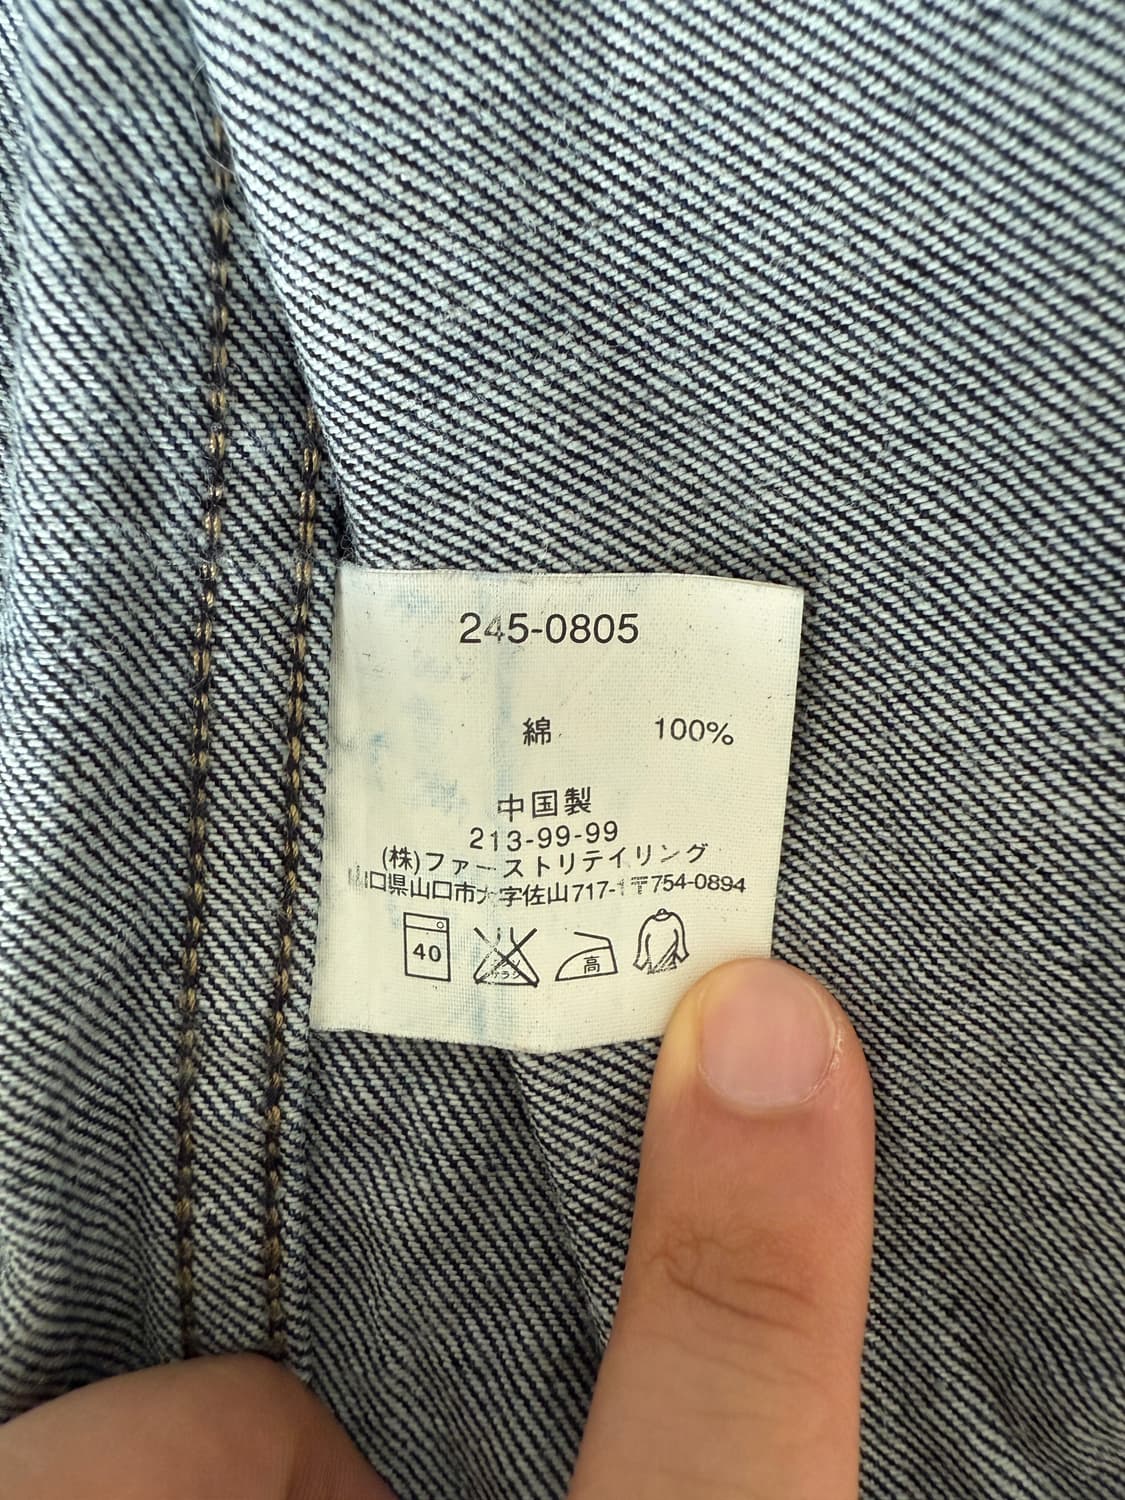 245-0805
綿 100%
中国製
213-99-99
(株)ファーストリテイリング
山口県山口市大字佐山717-1〒754-0894
40
高